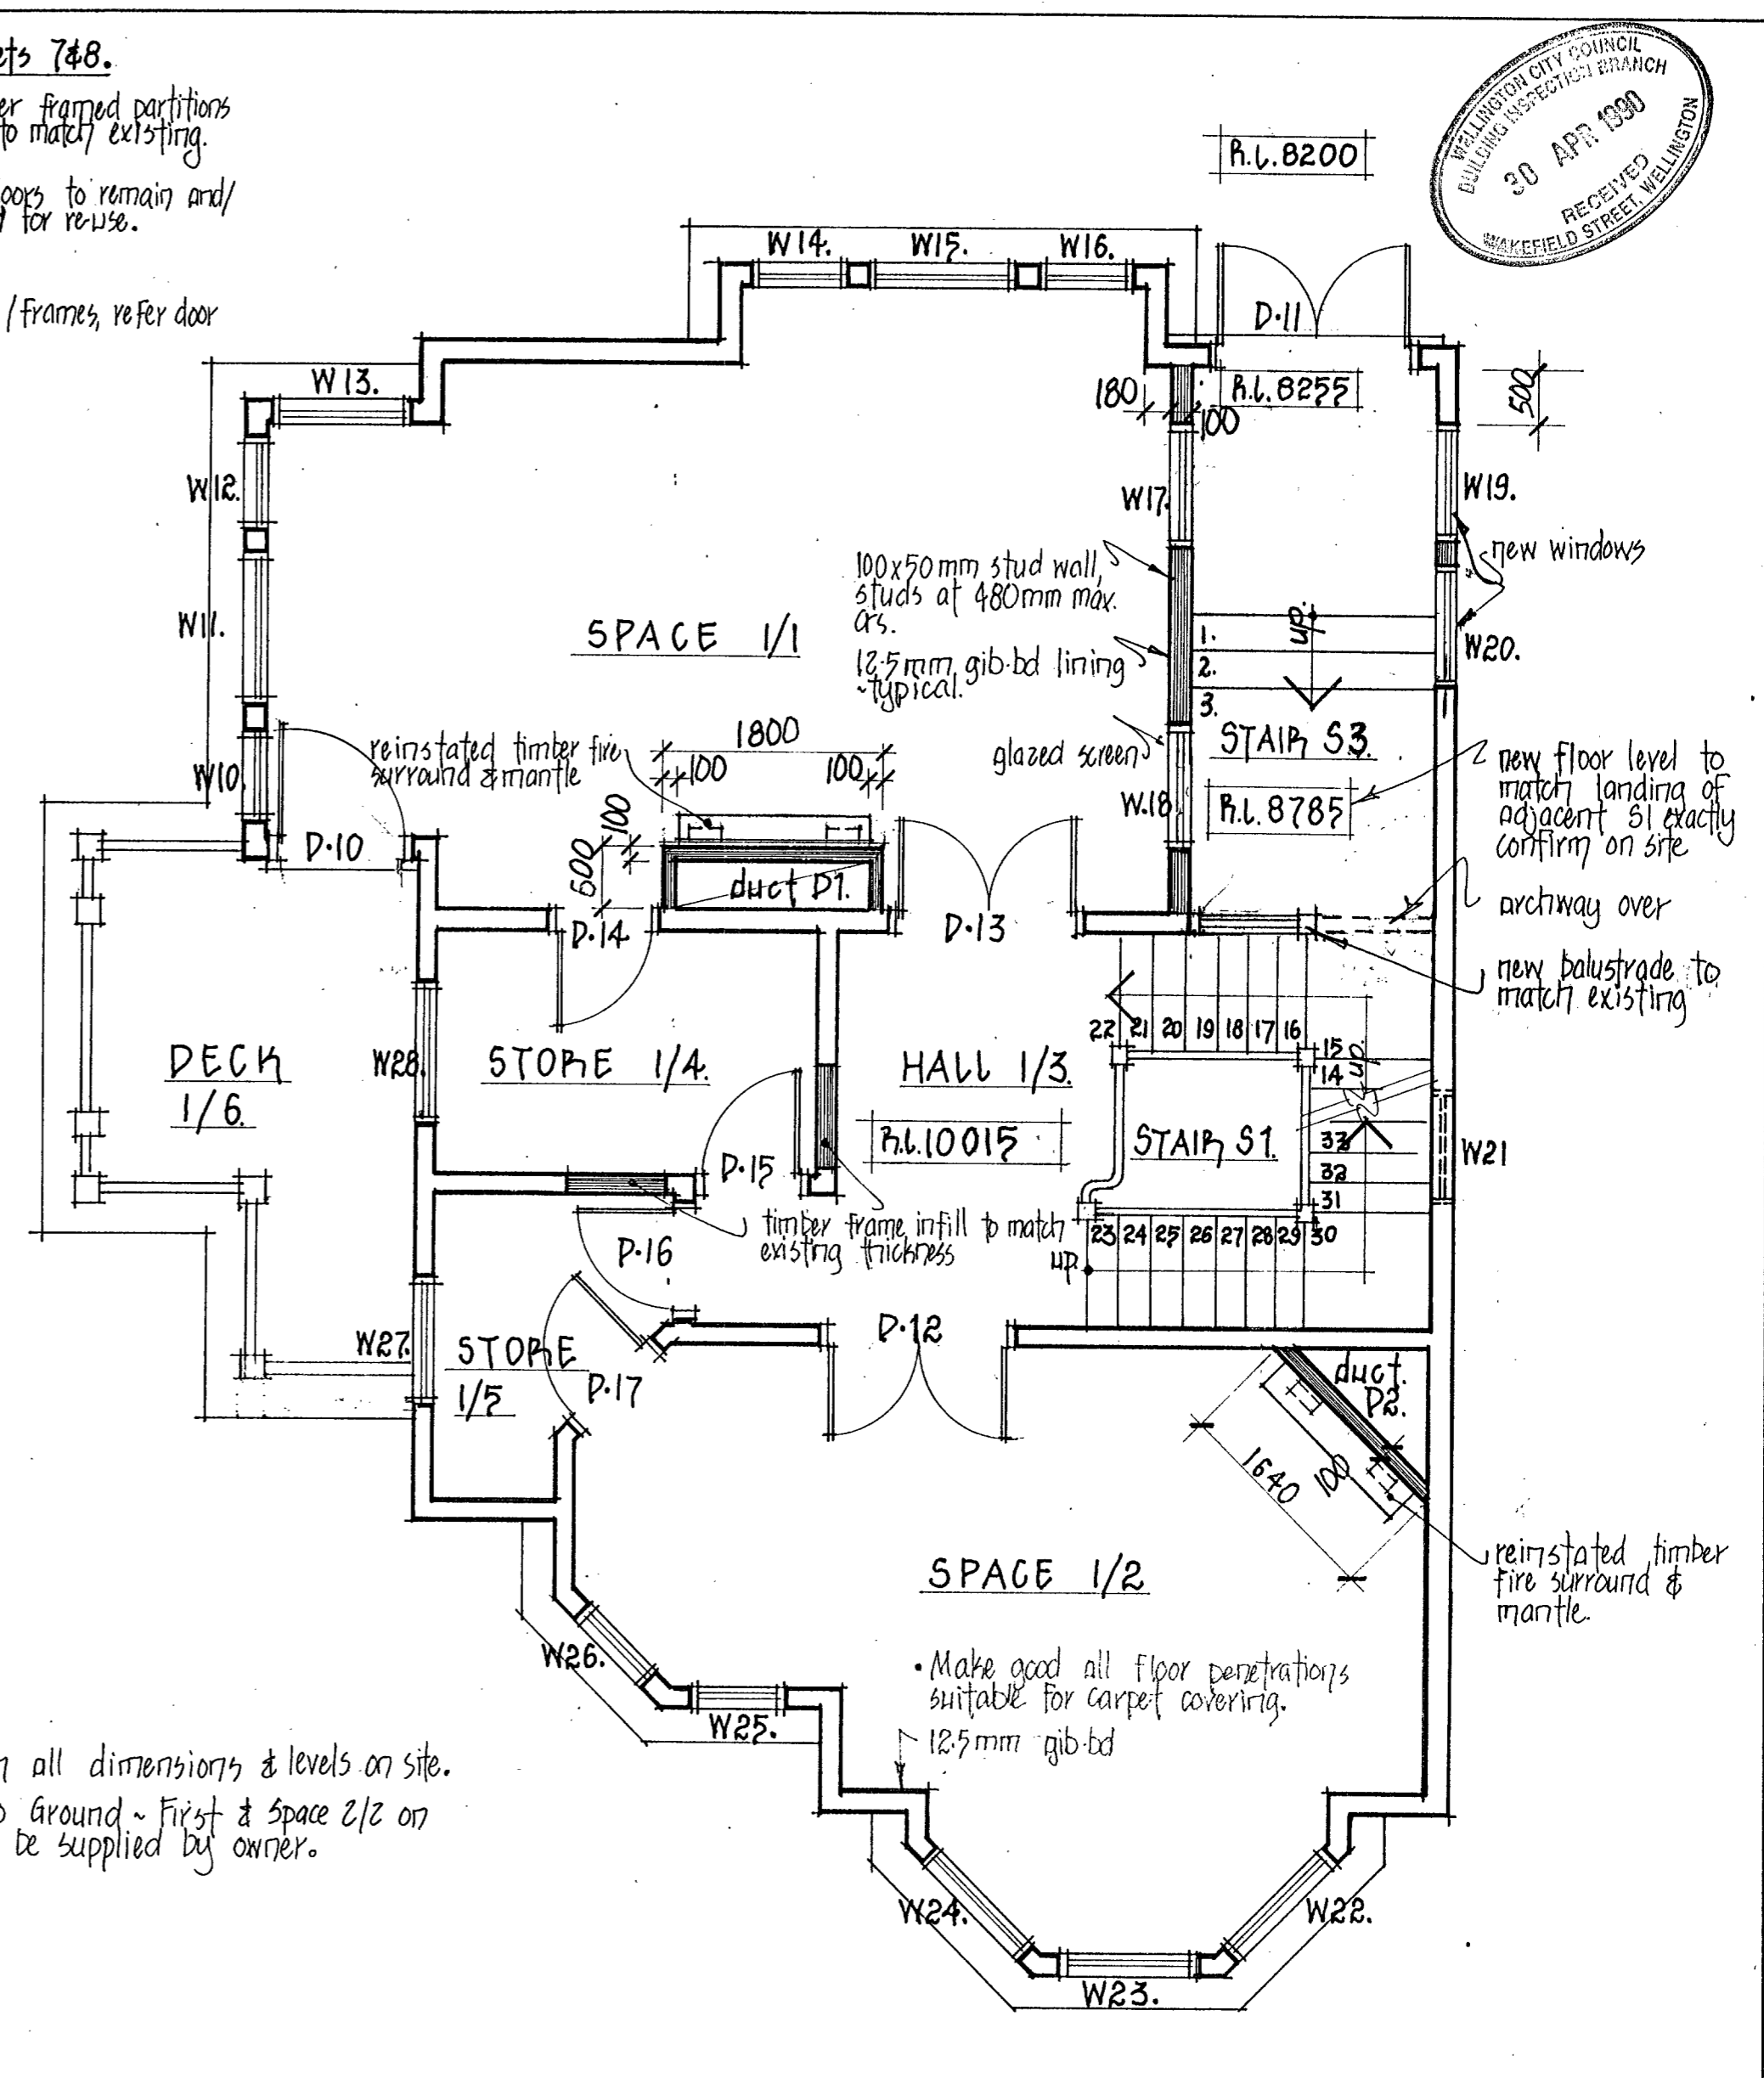 ets 7&8.
er framed partitions
to match existing.
oors to remain and/
for re-use.
/frames, refer door
WELLINGTON CITY COUNCIL
BUILDING INSPECTION BRANCH
30 APR 1990
RECEIVED
WAKEFIELD STREET, WELLINGTON
R.L.8200
W14.
W15.
W16.
D.11
W13.
180
100
R.L.8255
500
W12.
W17.
W19.
new windows
100x50mm stud wall,
studs at 480mm max.
crs.
12.5mm gib-bd lining
~typical.
W11.
SPACE 1/1
up.
1.
2.
3.
W20.
STAIR S3.
reinstated timber fire
surround & mantle
1800
100
100
glazed screen
W10.
W.18
R.L.8785
new floor level to
match landing of
adjacent S1 exactly
confirm on site
D.10
100
600
duct D1.
archway over
D.14
D.13
new balustrade to
match existing
22 21 20 19 18 17 16
15
14
up.
DECK
1/6.
W28.
STORE 1/4.
HALL 1/3.
R.L.10015
STAIR S1.
33
32
31
W21
D.15
timber frame infill to match
existing thickness
23 24 25 26 27 28 29 30
up.
D.16
D.12
W27.
STORE
1/5
D.17
duct.
D2.
1640
100
reinstated timber
fire surround &
mantle.
SPACE 1/2
W26.
• Make good all floor penetrations
suitable for carpet covering.
W25.
12.5mm gib-bd
all dimensions & levels on site.
Ground ~ First & Space 2/2 on
be supplied by owner.
W24.
W22.
W23.